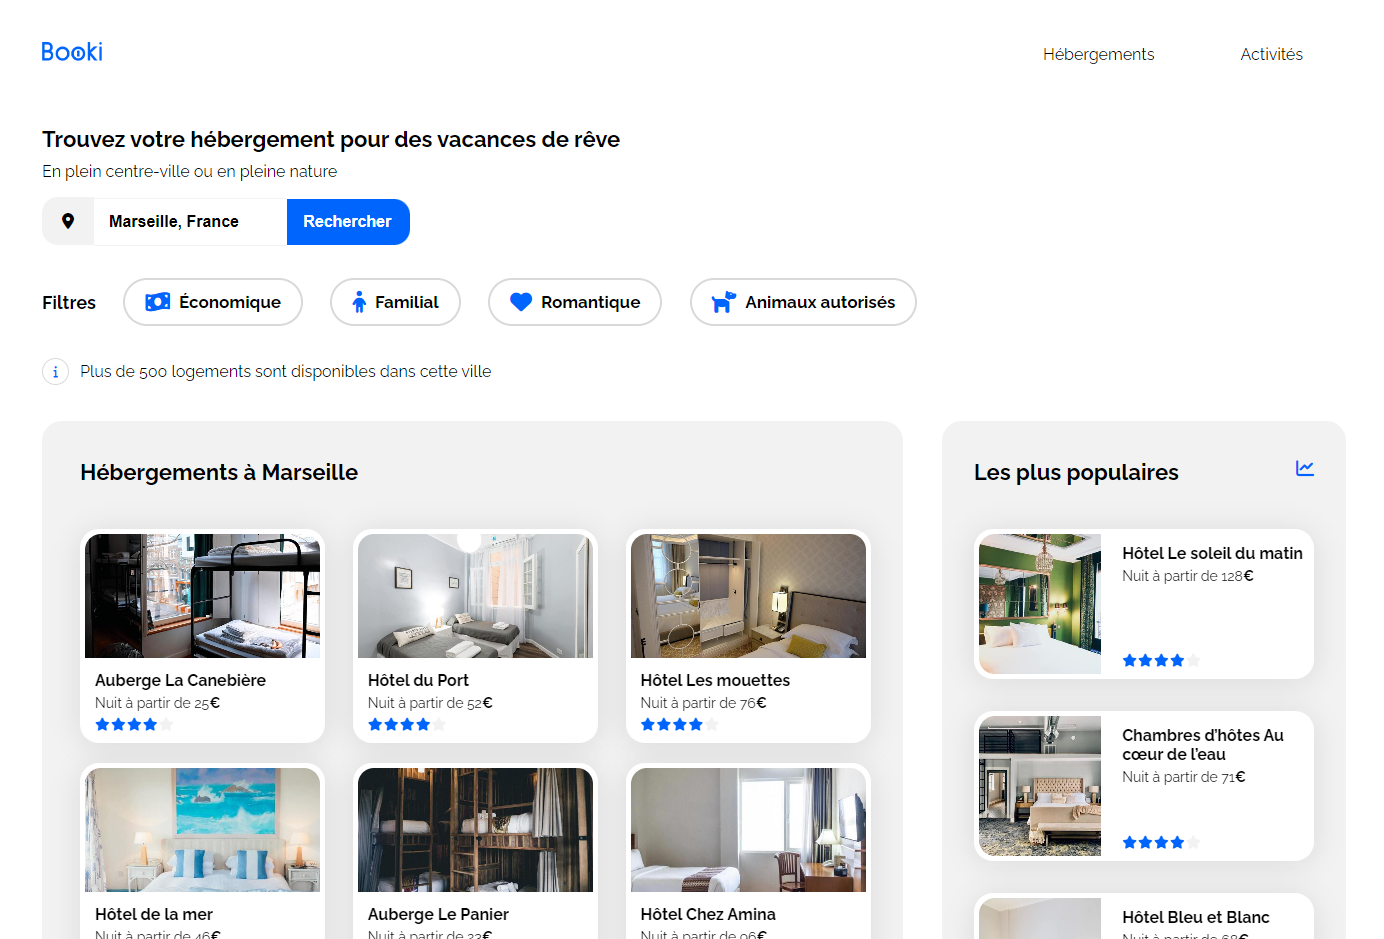 Booki
Hébergements
Activités
Trouvez votre hébergement pour des vacances de rêve
En plein centre-ville ou en pleine nature
Marseille, France
Rechercher
Filtres
Économique
Familial
Romantique
Animaux autorisés
Plus de 500 logements sont disponibles dans cette ville
Hébergements à Marseille
Auberge La Canebière
Nuit à partir de 25€
Hôtel du Port
Nuit à partir de 52€
Hôtel Les mouettes
Nuit à partir de 76€
Hôtel de la mer
Nuit à partir de 46€
Auberge Le Panier
Nuit à partir de 23€
Hôtel Chez Amina
Nuit à partir de 96€
Les plus populaires
Hôtel Le soleil du matin
Nuit à partir de 128€
Chambres d'hôtes Au
cœur de l'eau
Nuit à partir de 71€
Hôtel Bleu et Blanc
Nuit à partir de 68€